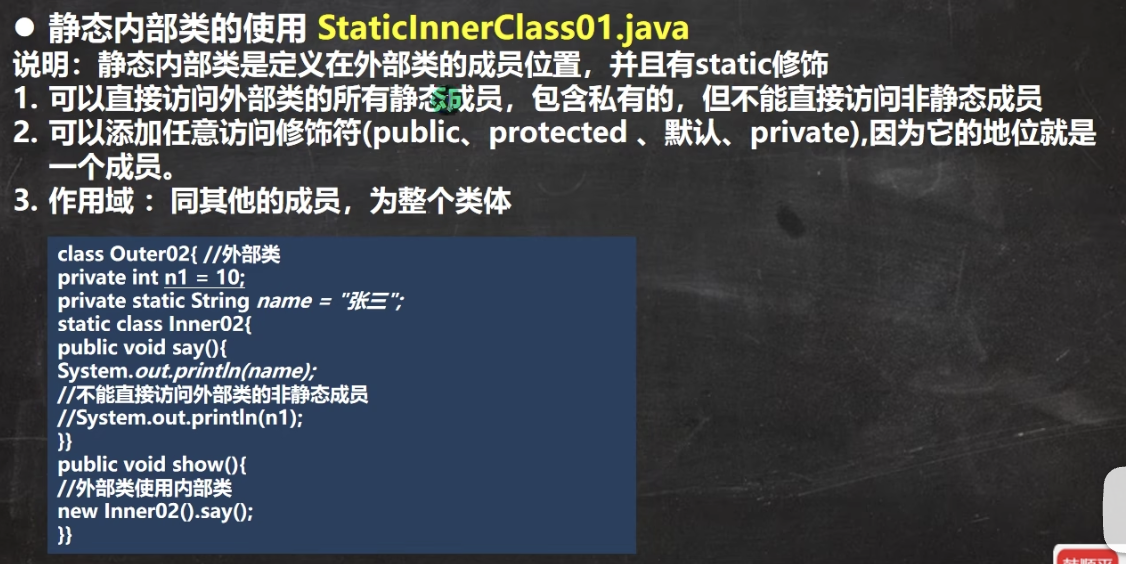 ● 静态内部类的使用 StaticInnerClass01.java
说明：静态内部类是定义在外部类的成员位置，并且有static修饰
1. 可以直接访问外部类的所有静态成员，包含私有的，但不能直接访问非静态成员
2. 可以添加任意访问修饰符(public、protected 、默认、private),因为它的地位就是
一个成员。
3. 作用域 ：同其他的成员，为整个类体
class Outer02{ //外部类
private int n1 = 10;
private static String name = "张三";
static class Inner02{
public void say(){
System.out.println(name);
//不能直接访问外部类的非静态成员
//System.out.println(n1);
}}
public void show(){
//外部类使用内部类
new Inner02().say();
}}